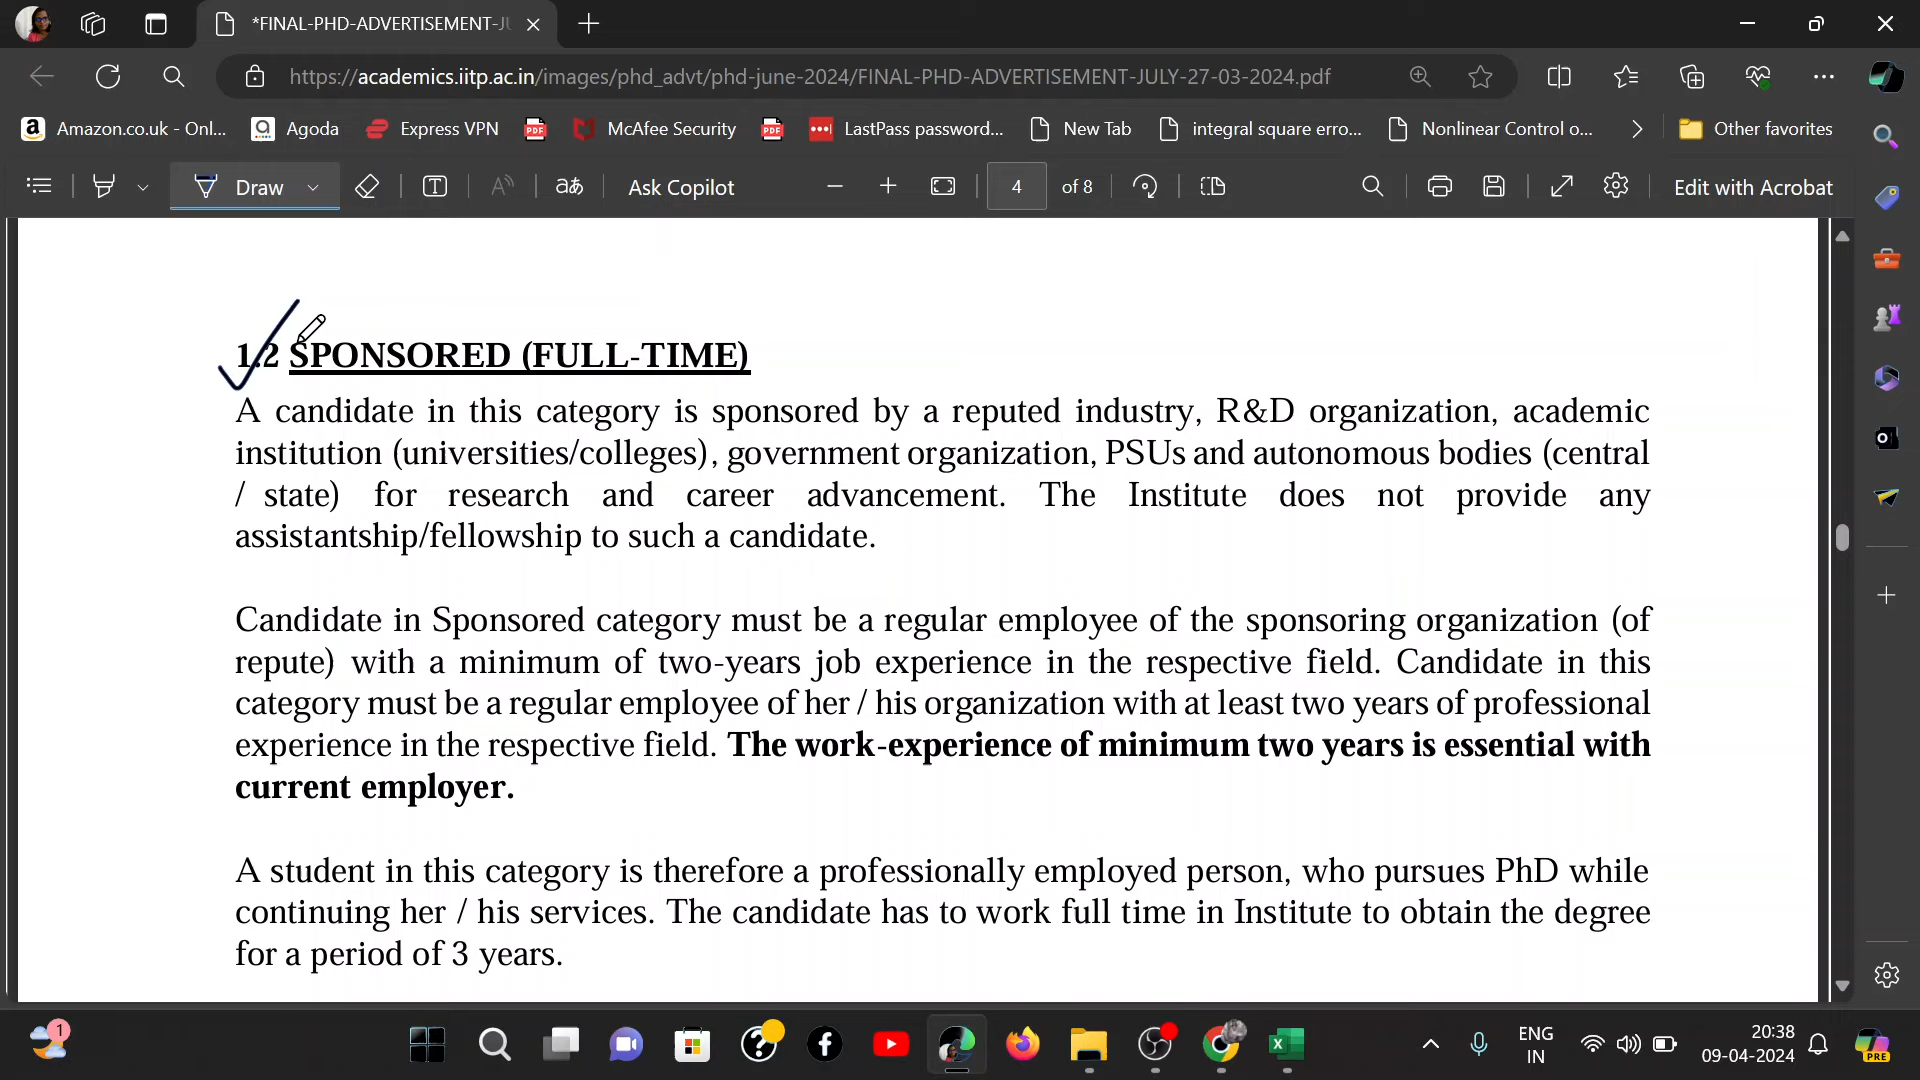 *FINAL-PHD-ADVERTISEMENT-JU
https://academics.iitp.ac.in/images/phd_advt/phd-june-2024/FINAL-PHD-ADVERTISEMENT-JULY-27-03-2024.pdf
Amazon.co.uk - Onl... Agoda Express VPN PDF McAfee Security PDF LastPass password... New Tab integral square erro... Nonlinear Control o... Other favorites
Draw Ask Copilot 4 of 8 Edit with Acrobat
1.2 SPONSORED (FULL-TIME)
A candidate in this category is sponsored by a reputed industry, R&D organization, academic
institution (universities/colleges), government organization, PSUs and autonomous bodies (central
/ state) for research and career advancement. The Institute does not provide any
assistantship/fellowship to such a candidate.
Candidate in Sponsored category must be a regular employee of the sponsoring organization (of
repute) with a minimum of two-years job experience in the respective field. Candidate in this
category must be a regular employee of her / his organization with at least two years of professional
experience in the respective field. The work-experience of minimum two years is essential with
current employer.
A student in this category is therefore a professionally employed person, who pursues PhD while
continuing her / his services. The candidate has to work full time in Institute to obtain the degree
for a period of 3 years.
1
ENG
IN
20:38
09-04-2024
PRE